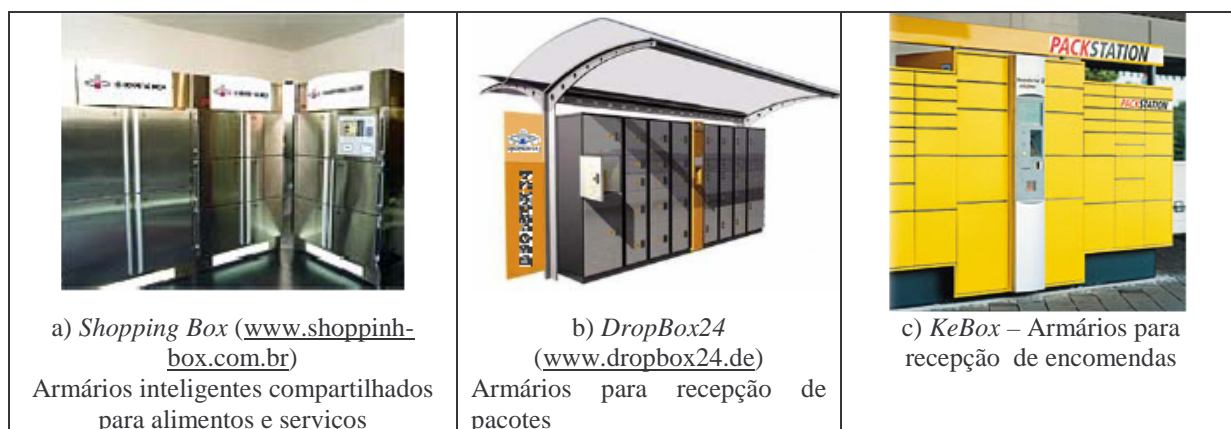 PACKSTATION
PACKSTATION
a) Shopping Box (www.shoppinh-
box.com.br)
Armários inteligentes compartilhados
para alimentos e serviços
b) DropBox24
(www.dropbox24.de)
Armários para recepção de
pacotes
c) KeBox – Armários para
recepção de encomendas